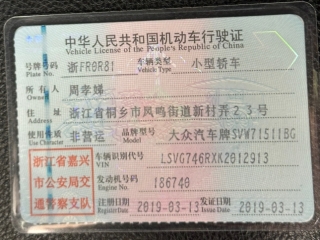 中华人民共和国机动车行驶证
Vehicle License of the People's Republic of China
号牌号码 浙FR0R81 车辆类型 小型轿车
Plate No. Vehicle Type
所有人 周孝娣
Owner
住址 浙江省桐乡市凤鸣街道新村弄23号
Address
使用性质 非营运 品牌型号 大众汽车牌SVW71511BG
Use Character Model
浙江省嘉兴
市公安局交
通警察支队
车辆识别代号 LSVG746RXK2012913
VIN
发动机号码 186740
Engine No.
注册日期 2019-03-13 发证日期 2019-03-13
Register Date Issue Date